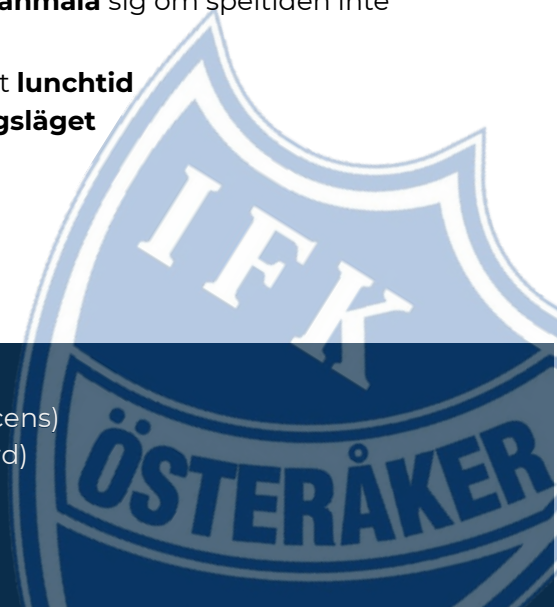 anmäla sig om speltiden inte
t lunchtid
gsläget
IFK
cens)
d)
ÖSTERÅKER